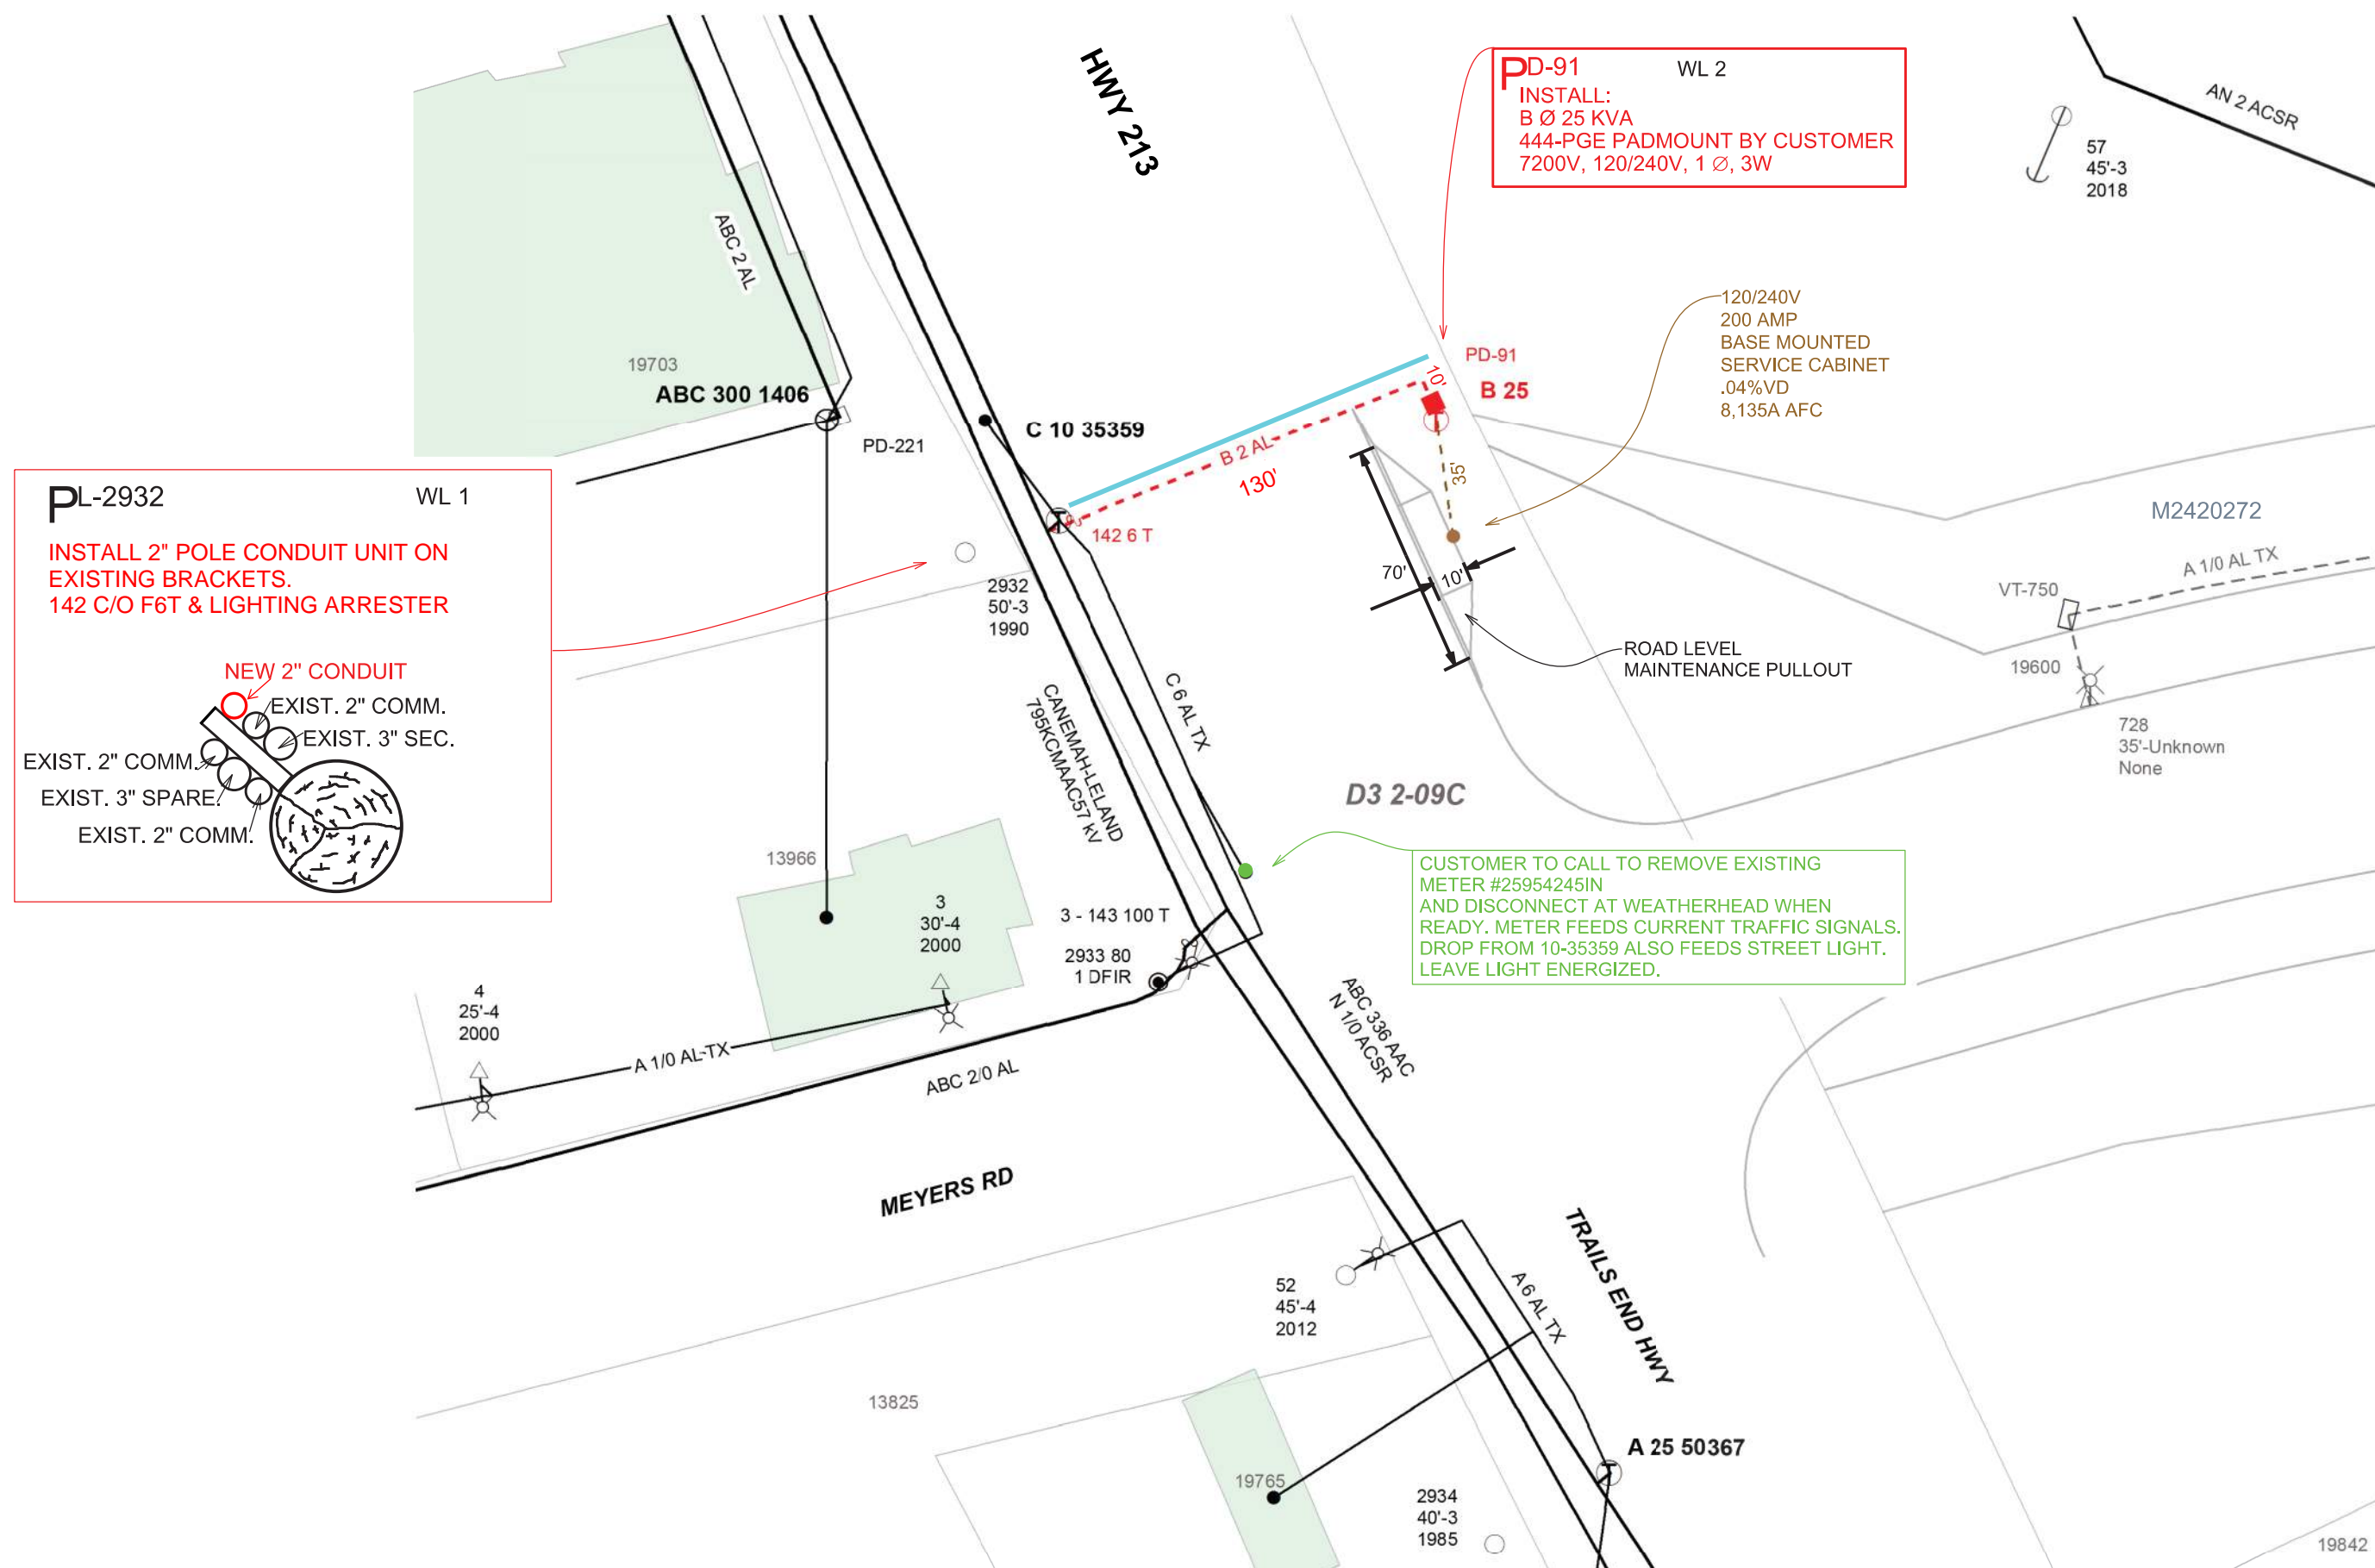 HWY 213
PD-91 WL 2
INSTALL:
B Ø 25 KVA
444-PGE PADMOUNT BY CUSTOMER
7200V, 120/240V, 1 ∅, 3W
AN 2 ACSR
57
45'-3
2018
ABC 2 AL
19703
ABC 300 1406
PD-221
C 10 35359
120/240V
200 AMP
BASE MOUNTED
SERVICE CABINET
.04%VD
8,135A AFC
PD-91
10'
B 25
B 2 AL
130'
35'
142 6 T
PL-2932 WL 1
INSTALL 2" POLE CONDUIT UNIT ON
EXISTING BRACKETS.
142 C/O F6T & LIGHTING ARRESTER
NEW 2" CONDUIT
EXIST. 2" COMM.
EXIST. 3" SEC.
EXIST. 2" COMM.
EXIST. 3" SPARE.
EXIST. 2" COMM.
2932
50'-3
1990
70'
10'
M2420272
A 1/0 AL TX
VT-750
19600
728
35'-Unknown
None
ROAD LEVEL
MAINTENANCE PULLOUT
C 6 AL TX
CANEMAH-LELAND
795KCMAAC57 kV
D3 2-09C
13966
3
30'-4
2000
3 - 143 100 T
2933 80
1 DFIR
CUSTOMER TO CALL TO REMOVE EXISTING
METER #25954245IN
AND DISCONNECT AT WEATHERHEAD WHEN
READY. METER FEEDS CURRENT TRAFFIC SIGNALS.
DROP FROM 10-35359 ALSO FEEDS STREET LIGHT.
LEAVE LIGHT ENERGIZED.
4
25'-4
2000
A 1/0 AL-TX
ABC 2/0 AL
ABC 336 AAC
N 1/0 ACSR
MEYERS RD
52
45'-4
2012
A 6 AL TX
TRAILS END HWY
13825
A 25 50367
19765
2934
40'-3
1985
19842